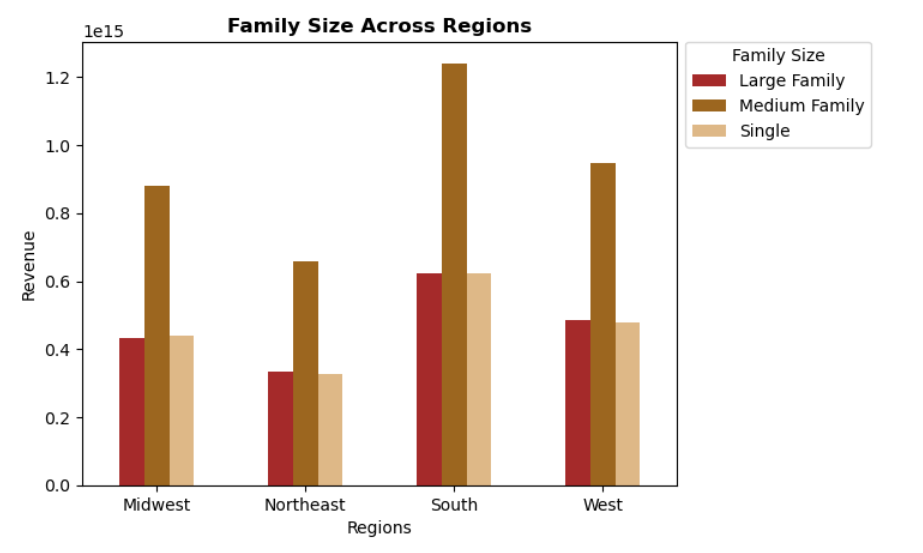 Family Size Across Regions
1e15
1.2
1.0
0.8
0.6
0.4
0.2
0.0
Revenue
Midwest
Northeast
South
West
Regions
Family Size
Large Family
Medium Family
Single